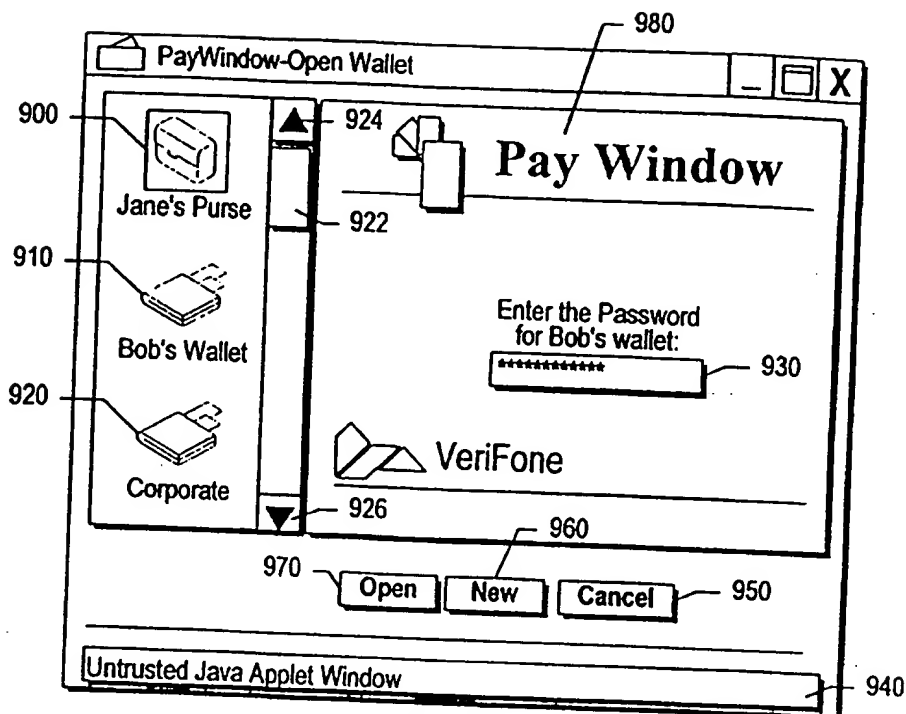 980
PayWindow-Open Wallet
_ X
900
924
Pay Window
Jane's Purse
922
910
Enter the Password
for Bob's wallet:
************
930
Bob's Wallet
920
VeriFone
Corporate
926
960
970
Open
New
Cancel
950
Untrusted Java Applet Window
940